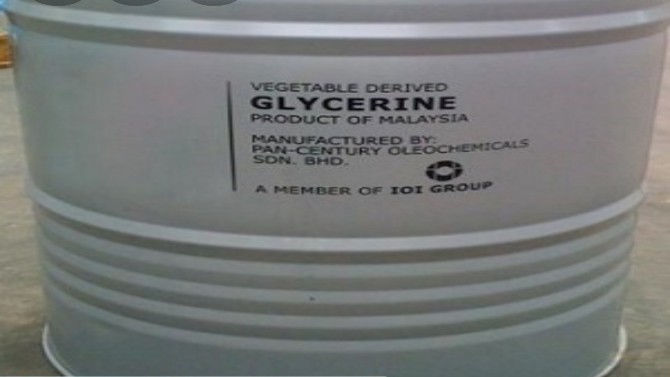 VEGETABLE DERIVED
GLYCERINE
PRODUCT OF MALAYSIA
MANUFACTURED BY:
PAN-CENTURY OLEOCHEMICALS
SDN. BHD.
A MEMBER OF IOI GROUP